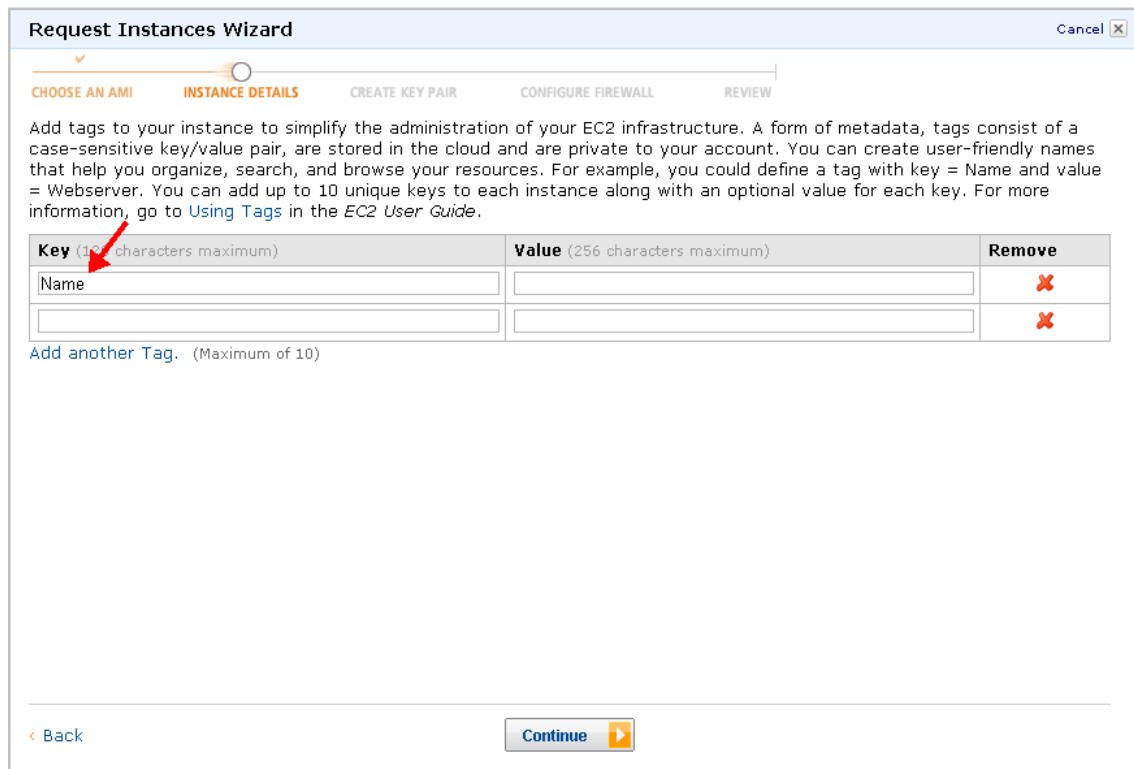 Request Instances Wizard
Cancel
CHOOSE AN AMI INSTANCE DETAILS CREATE KEY PAIR CONFIGURE FIREWALL REVIEW
Add tags to your instance to simplify the administration of your EC2 infrastructure. A form of metadata, tags consist of a
case-sensitive key/value pair, are stored in the cloud and are private to your account. You can create user-friendly names
that help you organize, search, and browse your resources. For example, you could define a tag with key = Name and value
= Webserver. You can add up to 10 unique keys to each instance along with an optional value for each key. For more
information, go to Using Tags in the EC2 User Guide.
Key characters maximum) Value (256 characters maximum) Remove
Name
Add another Tag. (Maximum of 10)
< Back Continue